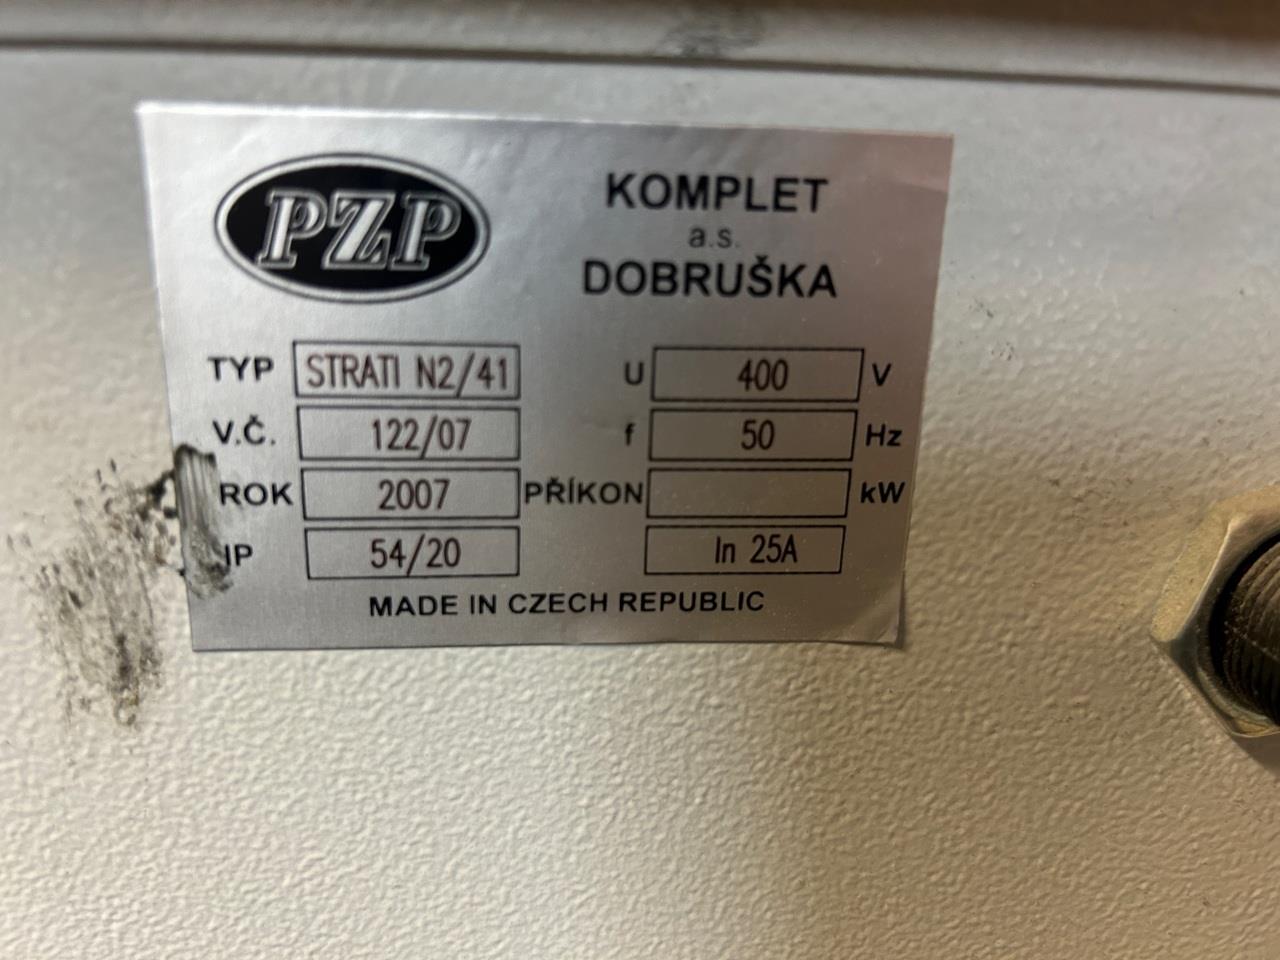 PZP
KOMPLET
a.s.
DOBRUŠKA
TYP STRATI N2/41 U 400 V
V.Č. 122/07 f 50 Hz
ROK 2007 PŘÍKON kW
IP 54/20 In 25A
MADE IN CZECH REPUBLIC